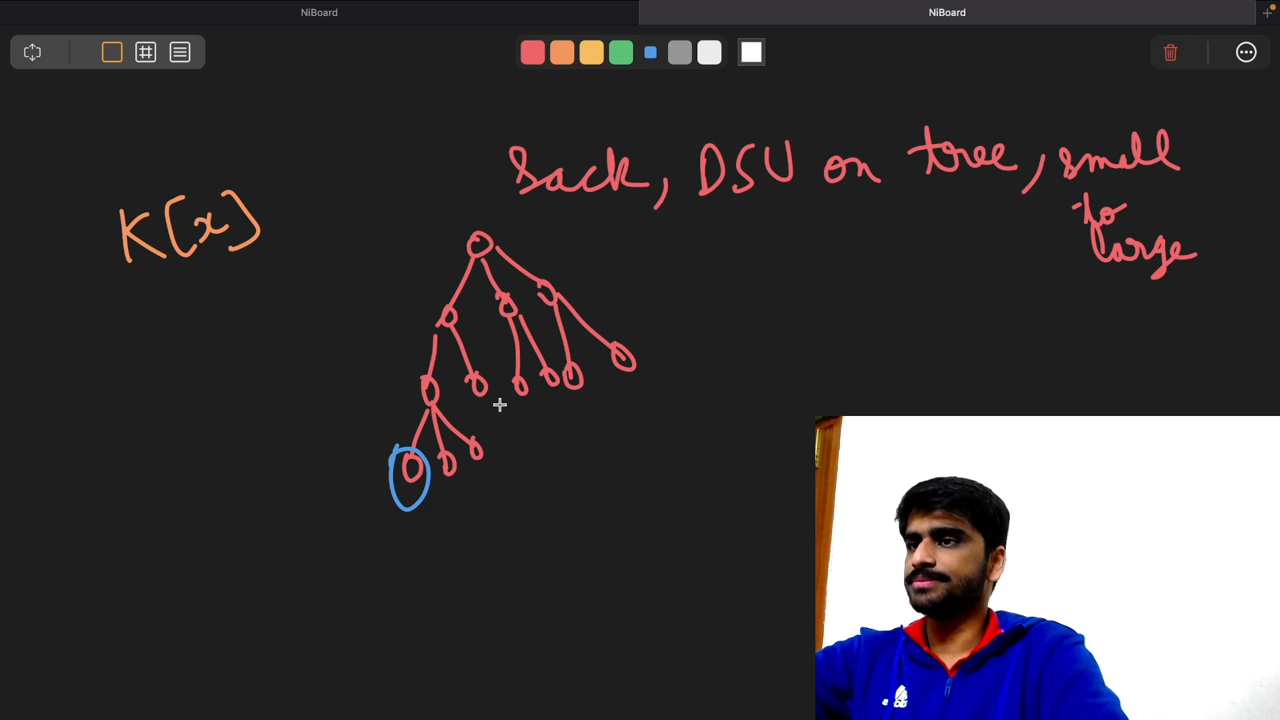 NiBoard
NiBoard
Sack, DSU on tree, small
to
large
K[x]